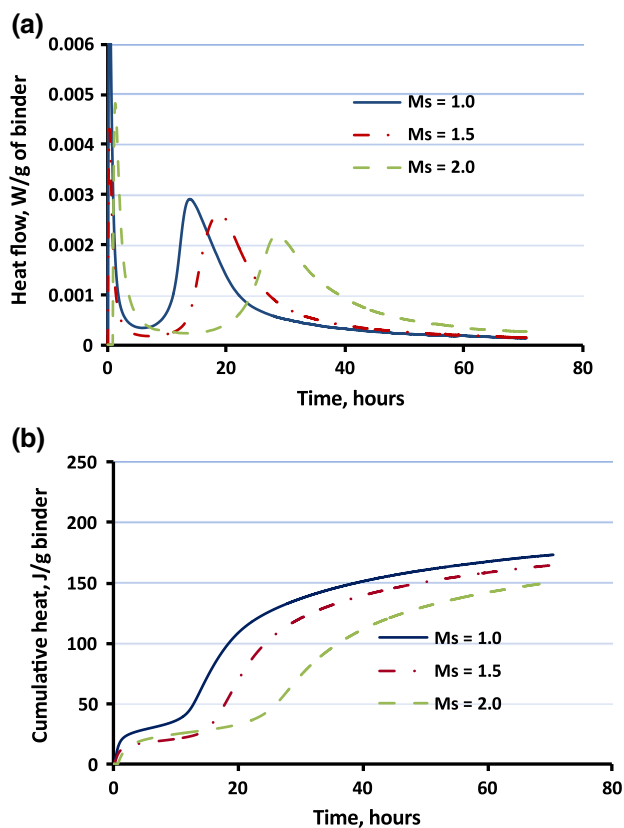 (a)
Heat flow, W/g of binder
0.006
0.005
0.004
0.003
0.002
0.001
0
Ms = 1.0
Ms = 1.5
Ms = 2.0
0 20 40 60 80
Time, hours
(b)
Cumulative heat, J/g binder
250
200
150
100
50
0
Ms = 1.0
Ms = 1.5
Ms = 2.0
0 20 40 60 80
Time, hours